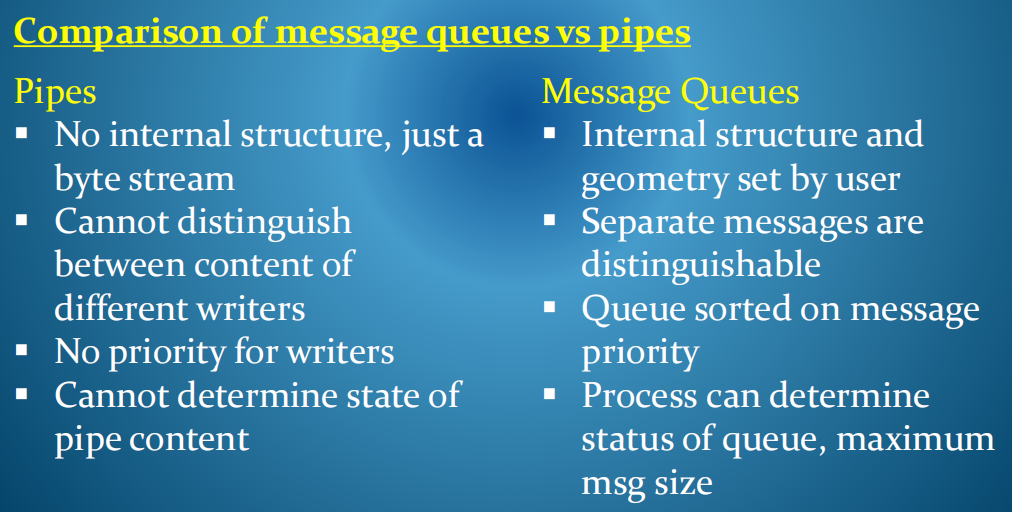 Comparison of message queues vs pipes
Pipes
▪ No internal structure, just a
byte stream
▪ Cannot distinguish
between content of
different writers
▪ No priority for writers
▪ Cannot determine state of
pipe content
Message Queues
▪ Internal structure and
geometry set by user
▪ Separate messages are
distinguishable
▪ Queue sorted on message
priority
▪ Process can determine
status of queue, maximum
msg size